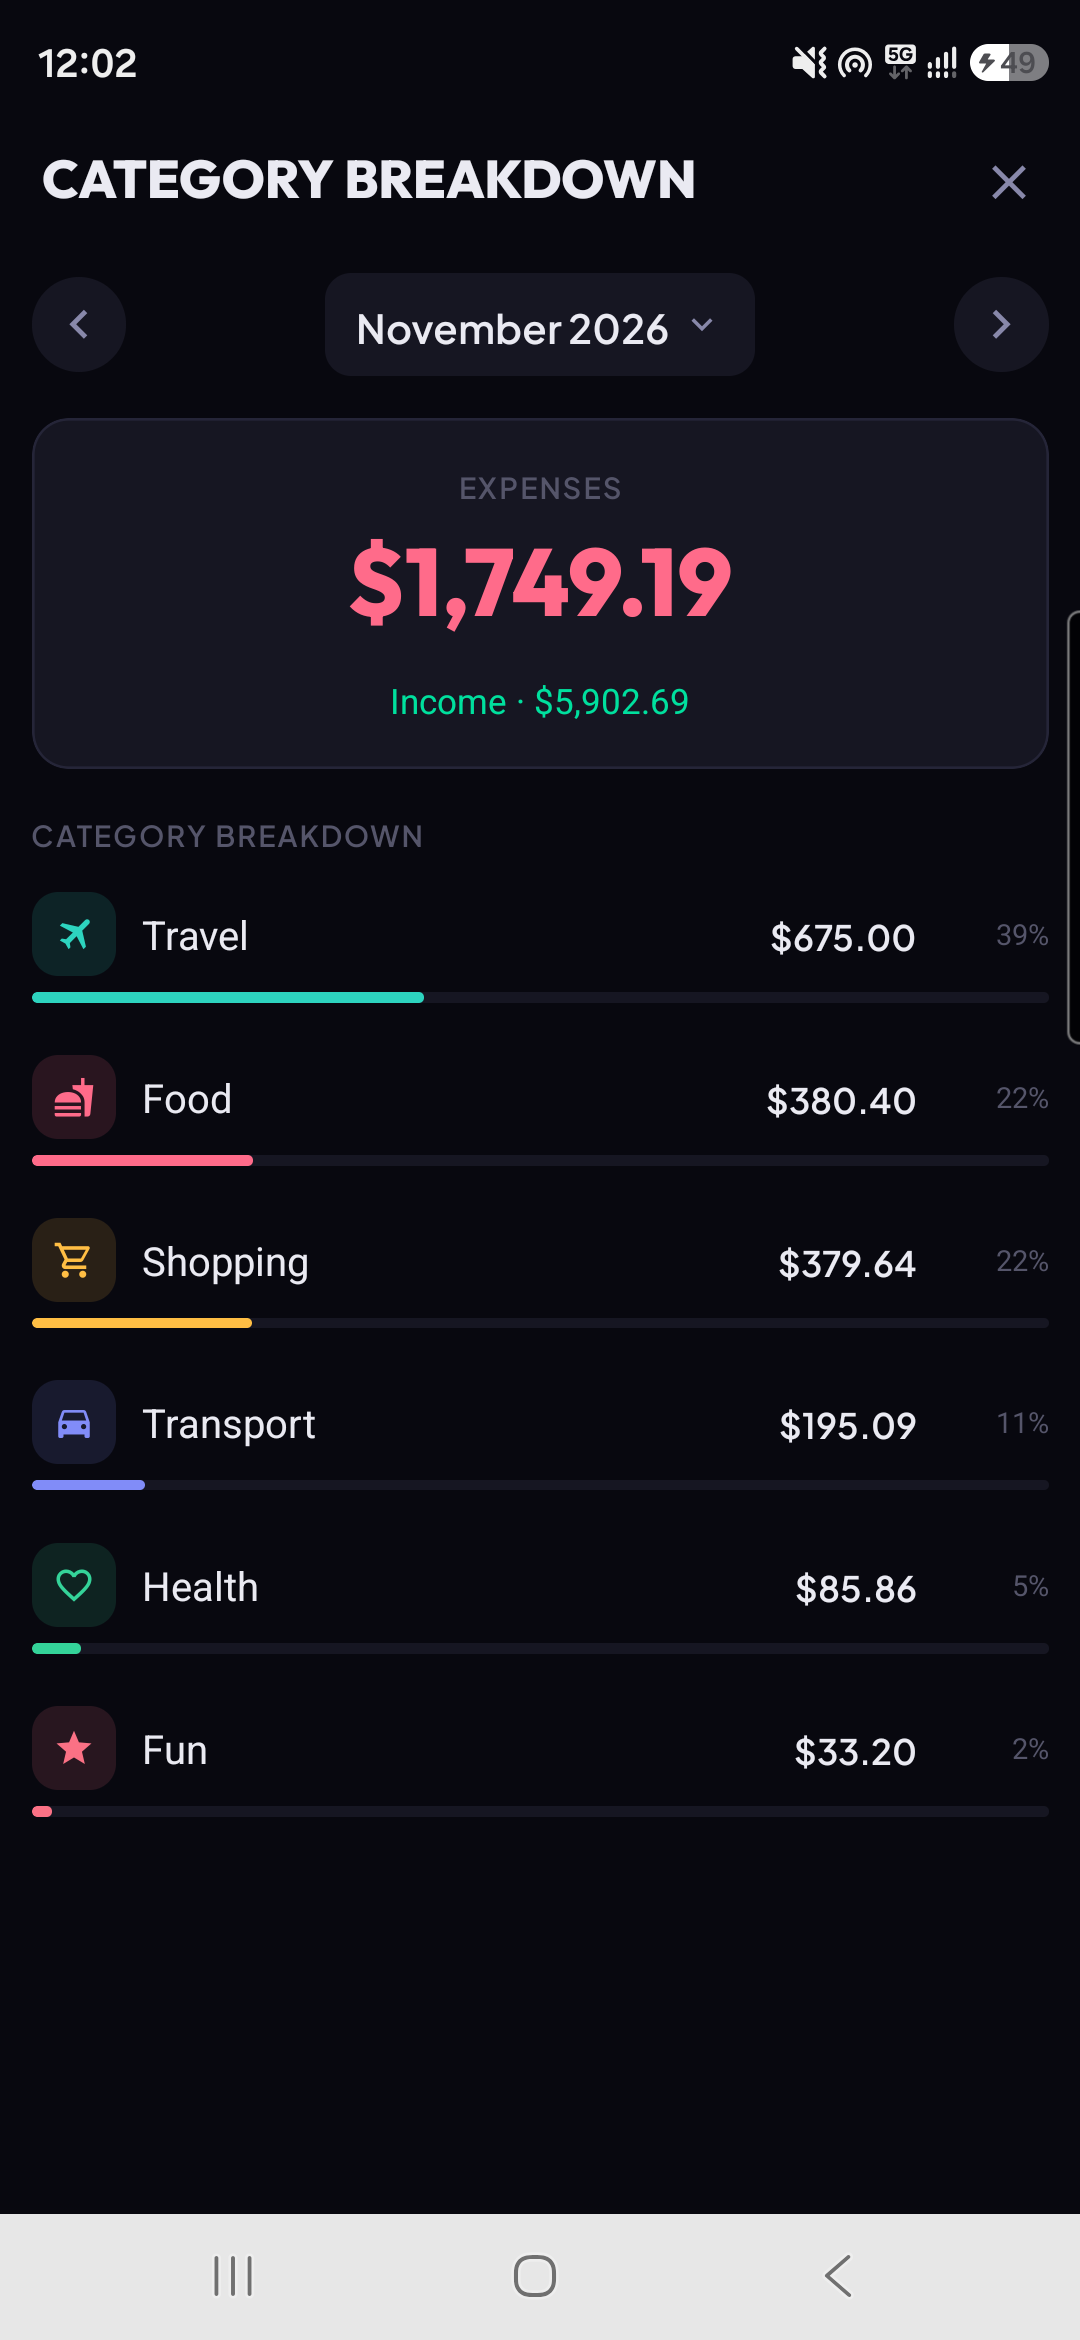 12:02
5G
49
CATEGORY BREAKDOWN
November 2026
EXPENSES
$1,749.19
Income · $5,902.69
CATEGORY BREAKDOWN
Travel $675.00 39%
Food $380.40 22%
Shopping $379.64 22%
Transport $195.09 11%
Health $85.86 5%
Fun $33.20 2%